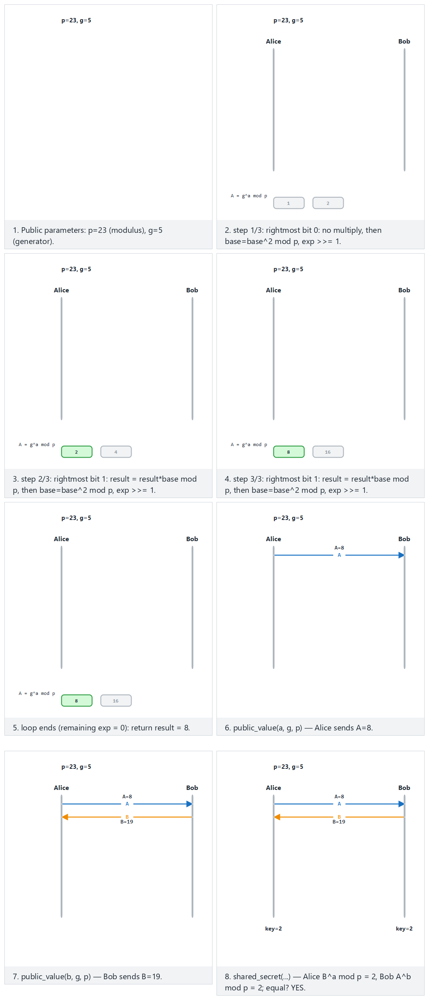 p=23, g=5
1. Public parameters: p=23 (modulus), g=5
(generator).
p=23, g=5
Alice Bob
A = g^a mod p
1 2
2. step 1/3: rightmost bit 0: no multiply, then
base=base^2 mod p, exp >>= 1.
p=23, g=5
Alice Bob
A = g^a mod p
2 4
3. step 2/3: rightmost bit 1: result = result*base mod
p, then base=base^2 mod p, exp >>= 1.
p=23, g=5
Alice Bob
A = g^a mod p
8 16
4. step 3/3: rightmost bit 1: result = result*base mod
p, then base=base^2 mod p, exp >>= 1.
p=23, g=5
Alice Bob
A = g^a mod p
8 16
5. loop ends (remaining exp = 0): return result = 8.
p=23, g=5
Alice Bob
A=8
A
6. public_value(a, g, p) — Alice sends A=8.
p=23, g=5
Alice Bob
A=8
A
B
B=19
7. public_value(b, g, p) — Bob sends B=19.
p=23, g=5
Alice Bob
A=8
A
B
B=19
key=2 key=2
8. shared_secret(...) — Alice B^a mod p = 2, Bob A^b
mod p = 2; equal? YES.